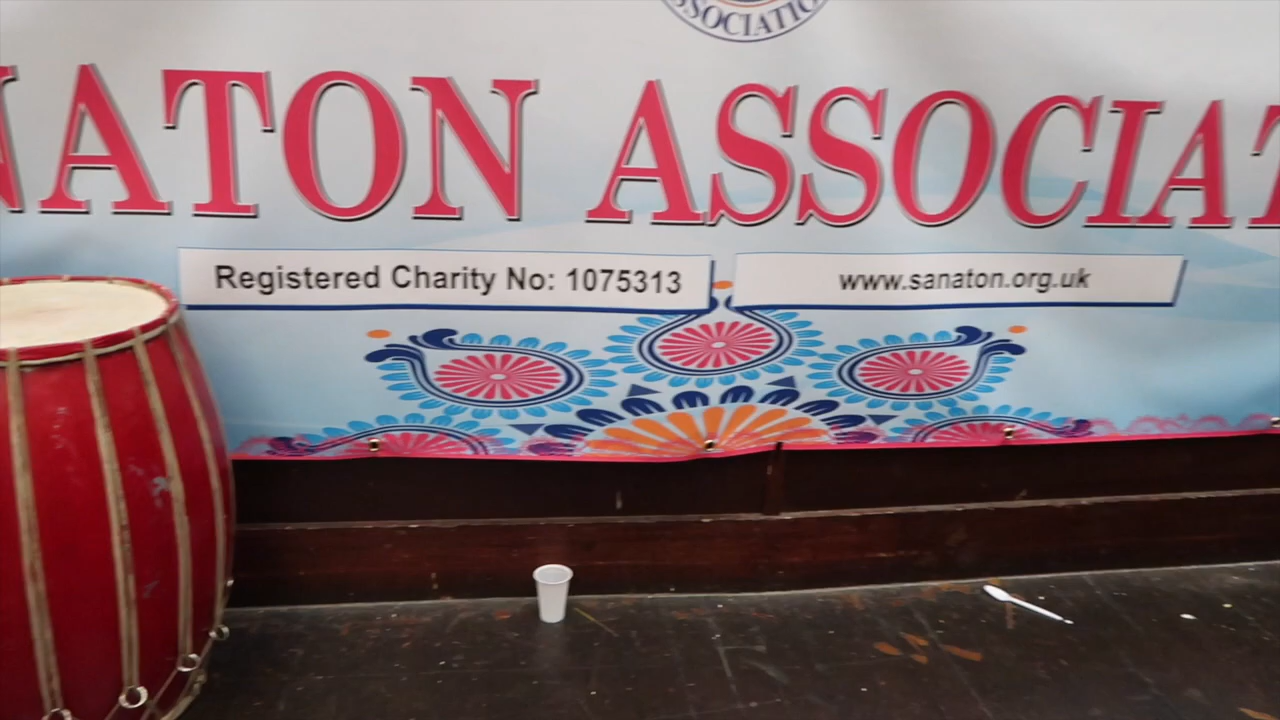 ASSOCIATIO
NATON ASSOCIAT
Registered Charity No: 1075313
www.sanaton.org.uk